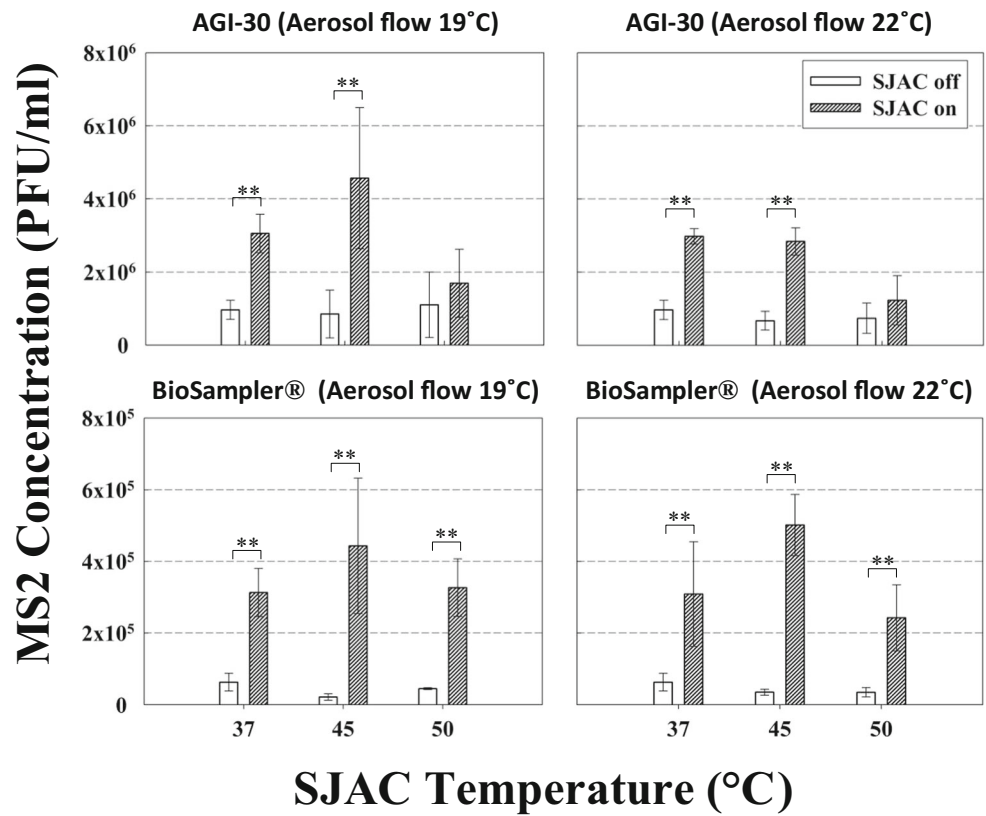 AGI-30 (Aerosol flow 19˚C)
AGI-30 (Aerosol flow 22˚C)
8x10⁶
6x10⁶
4x10⁶
2x10⁶
0
**
**
SJAC off
SJAC on
**
**
MS2 Concentration (PFU/ml)
BioSampler® (Aerosol flow 19˚C)
BioSampler® (Aerosol flow 22˚C)
8x10⁵
6x10⁵
4x10⁵
2x10⁵
0
**
**
**
**
**
**
37 45 50
37 45 50
SJAC Temperature (°C)